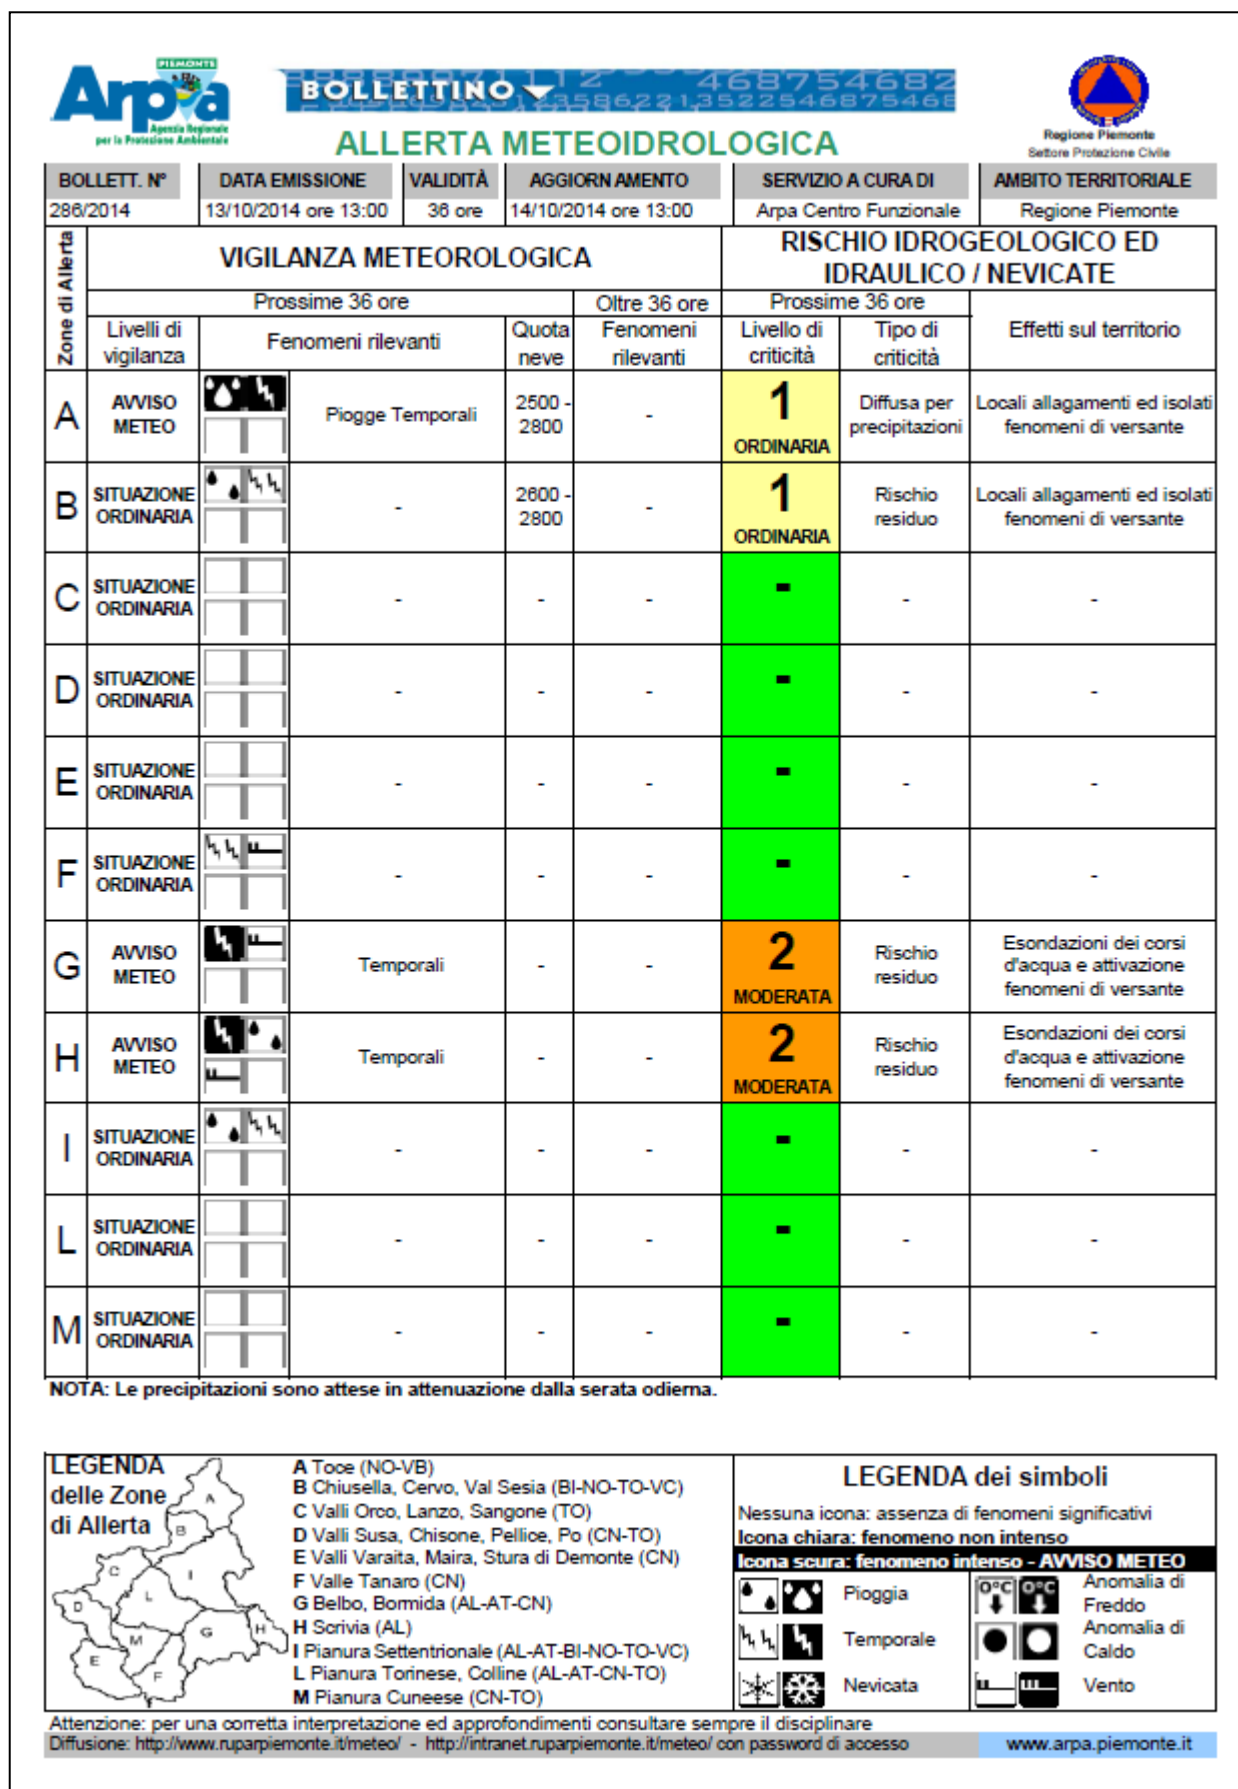 PIEMONTE
Arpa
Agenzia Regionale
per la Protezione Ambientale
BOLLETTINO
ALLERTA METEOIDROLOGICA
Regione Piemonte
Settore Protezione Civile
BOLLETT. N° DATA EMISSIONE VALIDITÀ AGGIORNAMENTO SERVIZIO A CURA DI AMBITO TERRITORIALE
286/2014 13/10/2014 ore 13:00 36 ore 14/10/2014 ore 13:00 Arpa Centro Funzionale Regione Piemonte
Zone di Allerta
VIGILANZA METEOROLOGICA
RISCHIO IDROGEOLOGICO ED
IDRAULICO / NEVICATE
Prossime 36 ore Oltre 36 ore Prossime 36 ore
Livelli di
vigilanza
Fenomeni rilevanti
Quota
neve
Fenomeni
rilevanti
Livello di
criticità
Tipo di
criticità
Effetti sul territorio
A
AVVISO
METEO
Piogge Temporali
2500 -
2800
-
1
ORDINARIA
Diffusa per
precipitazioni
Locali allagamenti ed isolati
fenomeni di versante
B
SITUAZIONE
ORDINARIA
-
2600 -
2800
-
1
ORDINARIA
Rischio
residuo
Locali allagamenti ed isolati
fenomeni di versante
C
SITUAZIONE
ORDINARIA
- - - - - -
D
SITUAZIONE
ORDINARIA
- - - - - -
E
SITUAZIONE
ORDINARIA
- - - - - -
F
SITUAZIONE
ORDINARIA
- - - - - -
G
AVVISO
METEO
Temporali
- -
2
MODERATA
Rischio
residuo
Esondazioni dei corsi
d'acqua e attivazione
fenomeni di versante
H
AVVISO
METEO
Temporali
- -
2
MODERATA
Rischio
residuo
Esondazioni dei corsi
d'acqua e attivazione
fenomeni di versante
I
SITUAZIONE
ORDINARIA
- - - - - -
L
SITUAZIONE
ORDINARIA
- - - - - -
M
SITUAZIONE
ORDINARIA
- - - - - -
NOTA: Le precipitazioni sono attese in attenuazione dalla serata odierna.
LEGENDA
delle Zone
di Allerta
A
B
C
I
D
L
G
H
M
E
F
A Toce (NO-VB)
B Chiusella, Cervo, Val Sesia (BI-NO-TO-VC)
C Valli Orco, Lanzo, Sangone (TO)
D Valli Susa, Chisone, Pellice, Po (CN-TO)
E Valli Varaita, Maira, Stura di Demonte (CN)
F Valle Tanaro (CN)
G Belbo, Bormida (AL-AT-CN)
H Scrivia (AL)
I Pianura Settentrionale (AL-AT-BI-NO-TO-VC)
L Pianura Torinese, Colline (AL-AT-CN-TO)
M Pianura Cuneese (CN-TO)
LEGENDA dei simboli
Nessuna icona: assenza di fenomeni significativi
Icona chiara: fenomeno non intenso
Icona scura: fenomeno intenso - AVVISO METEO
Pioggia
0°C 0°C
Anomalia di
Freddo
Temporale
Anomalia di
Caldo
Nevicata
Vento
Attenzione: per una corretta interpretazione ed approfondimenti consultare sempre il disciplinare
Diffusione: http://www.ruparpiemonte.it/meteo/ - http://intranet.ruparpiemonte.it/meteo/ con password di accesso
www.arpa.piemonte.it